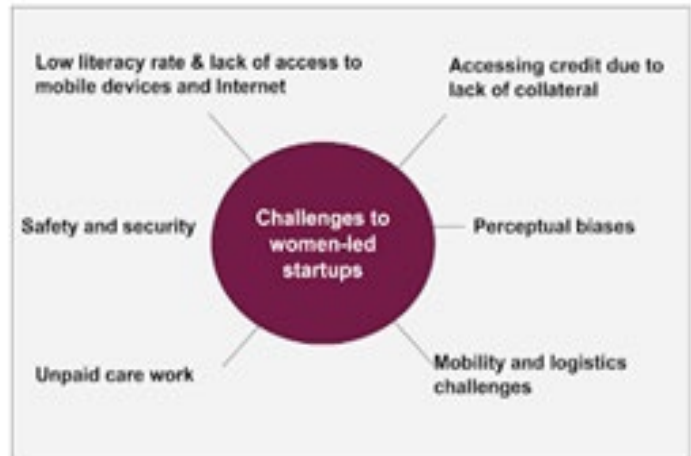 Low literacy rate & lack of access to
mobile devices and Internet
Accessing credit due to
lack of collateral
Safety and security
Challenges to
women-led
startups
Perceptual biases
Unpaid care work
Mobility and logistics
challenges